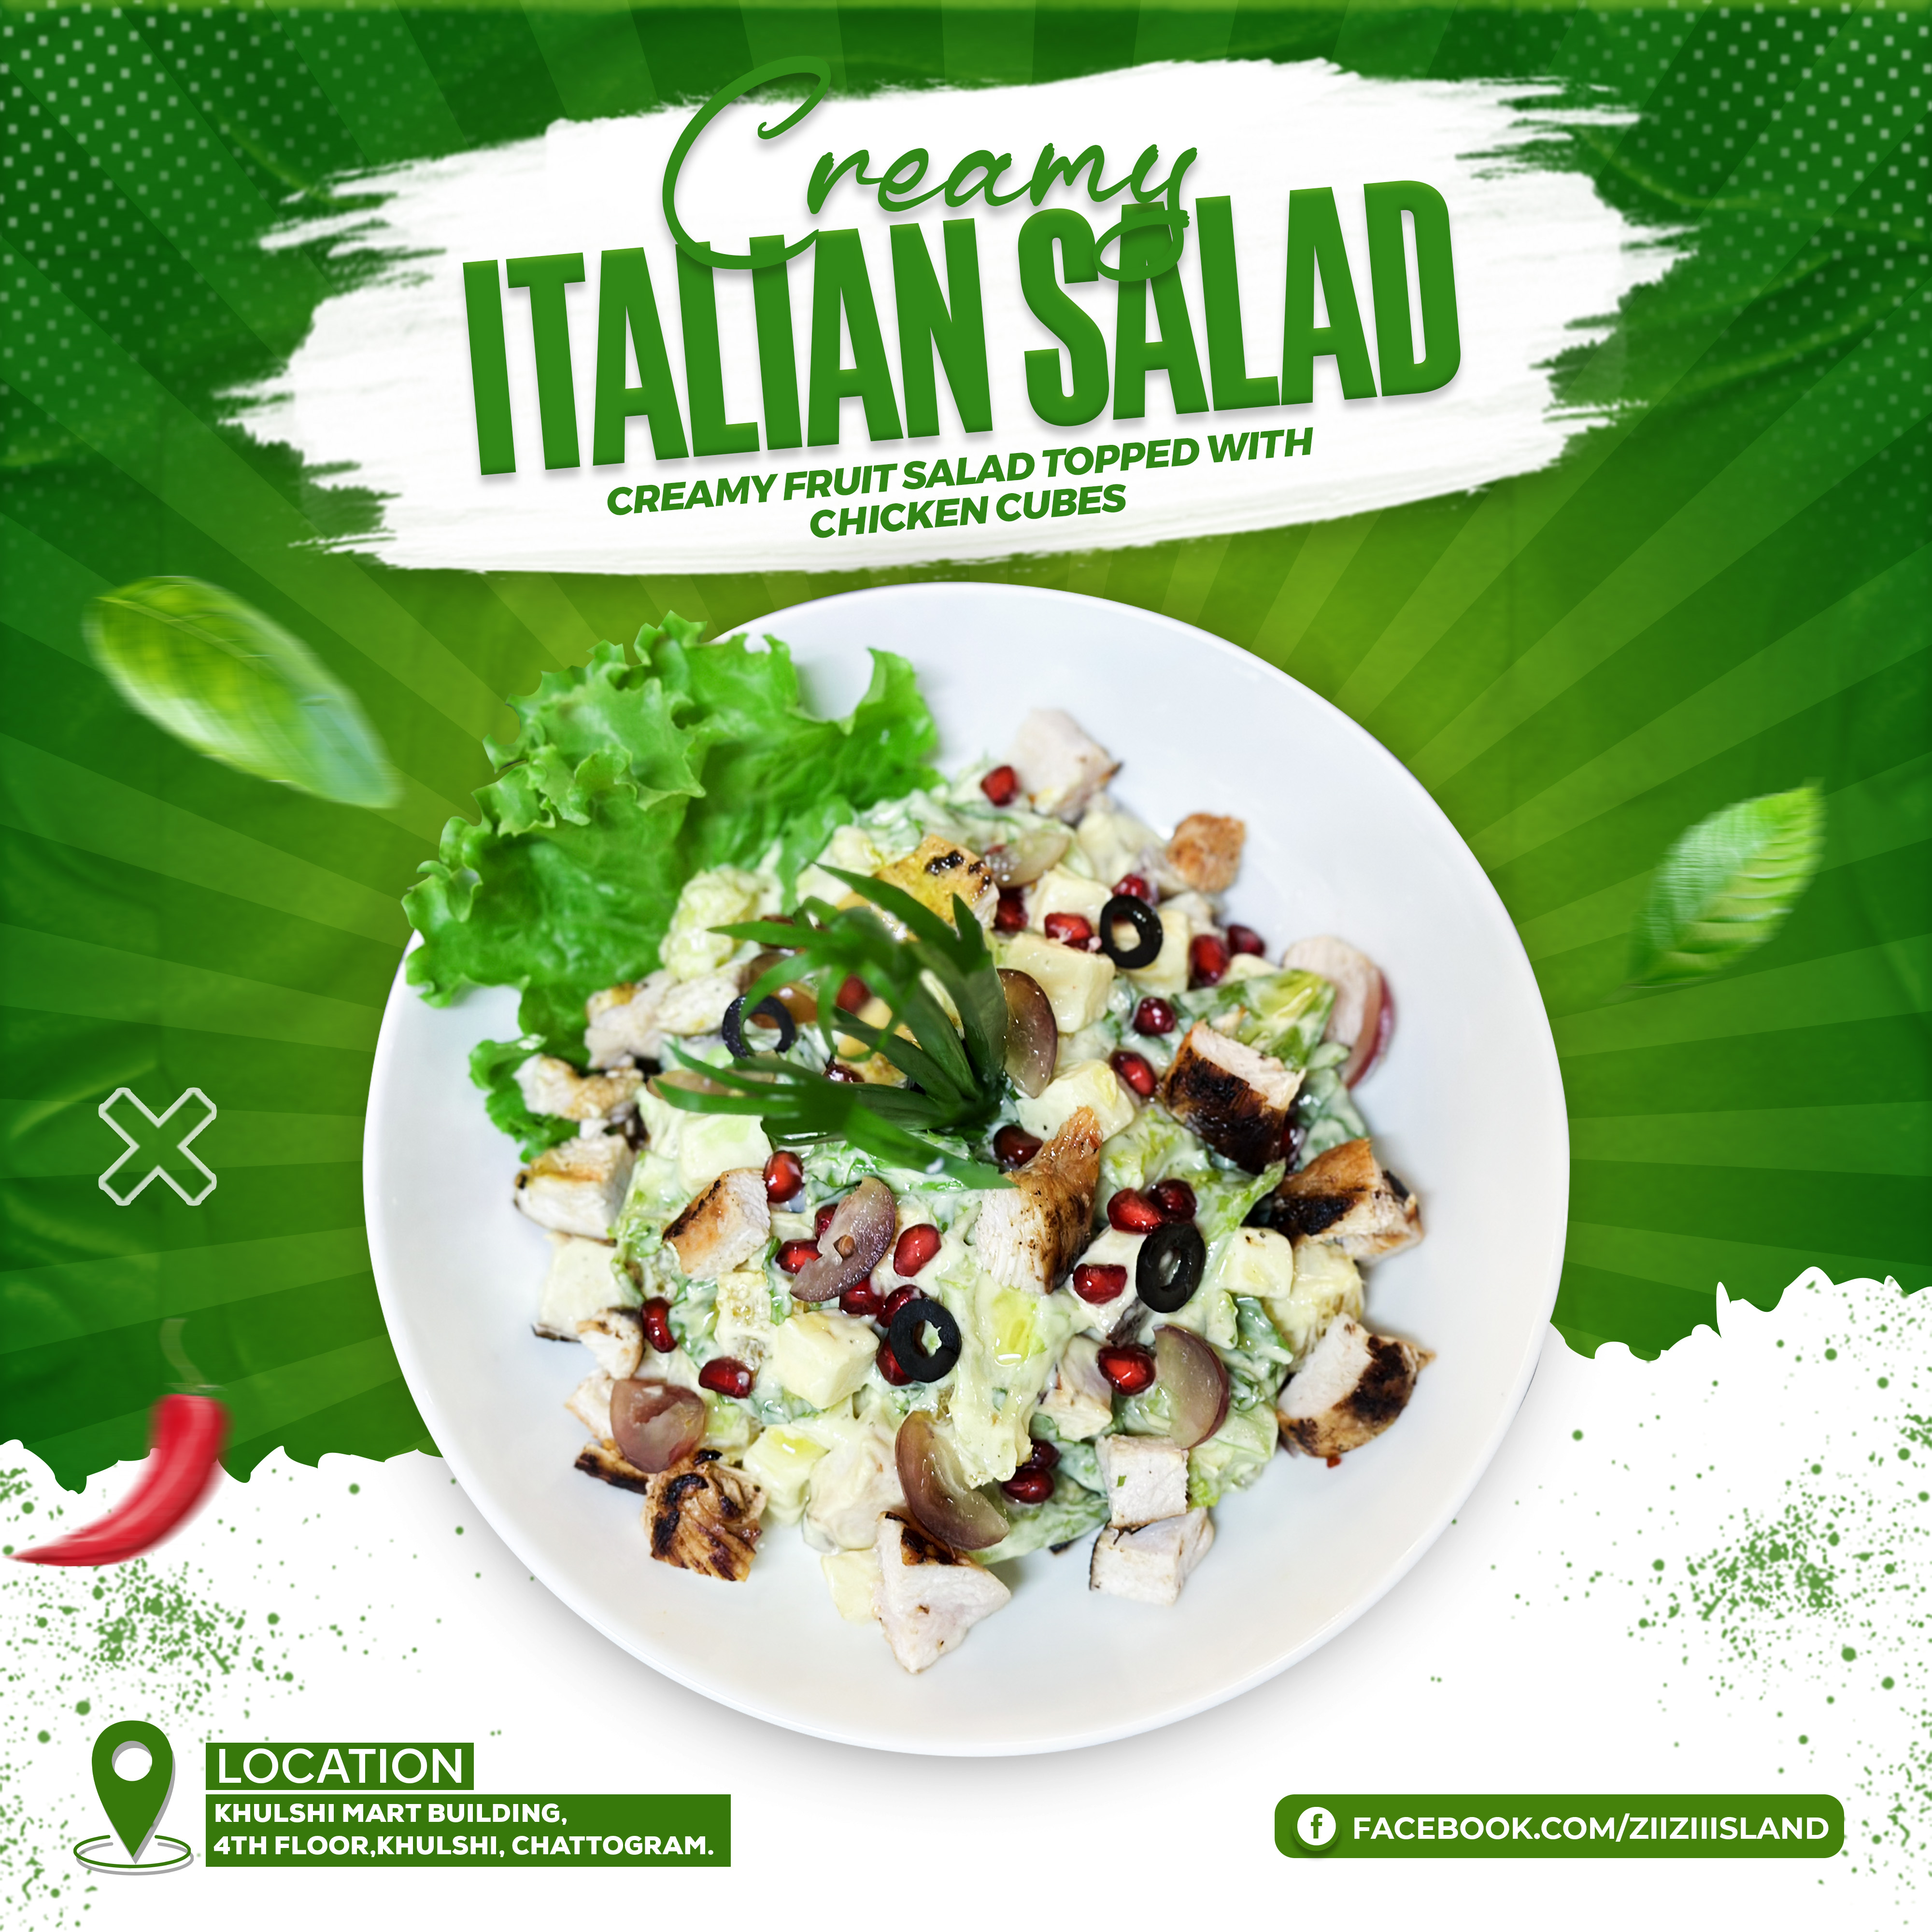 Creamy
ITALIAN SALAD
CREAMY FRUIT SALAD TOPPED WITH
CHICKEN CUBES
LOCATION
KHULSHI MART BUILDING,
4TH FLOOR,KHULSHI, CHATTOGRAM.
f FACEBOOK.COM/ZIIZIIISLAND